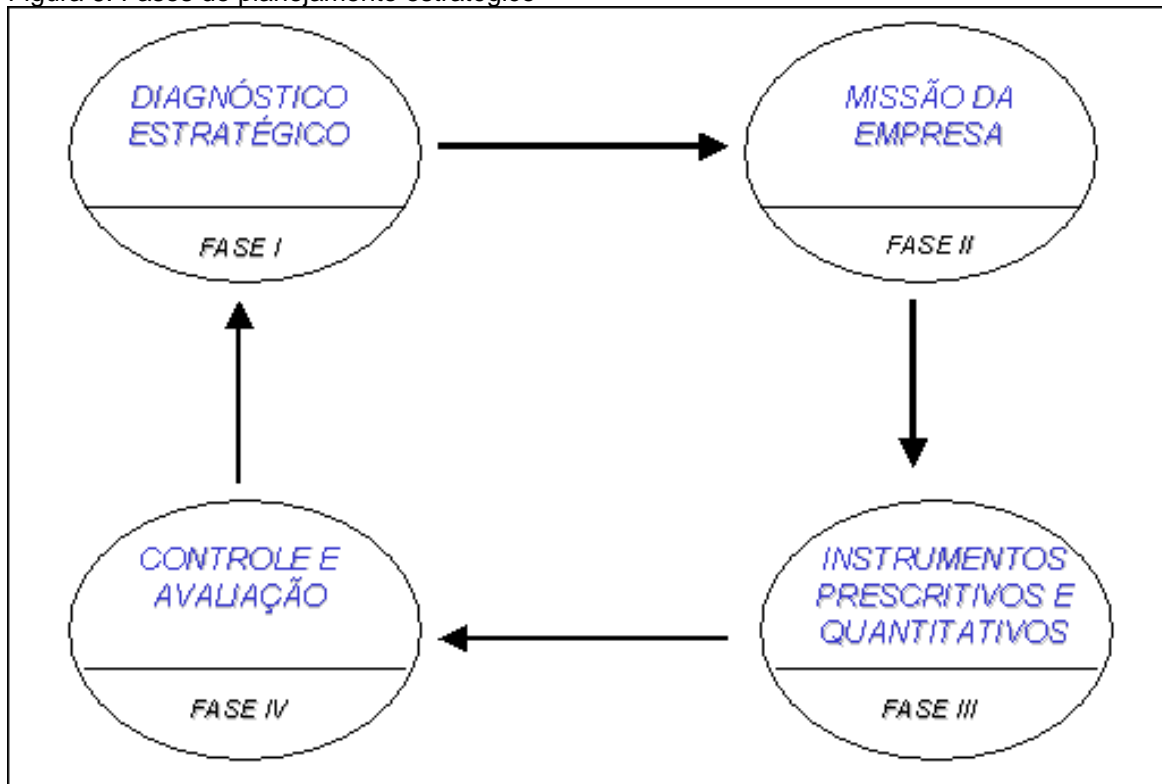 Figura Fases do planejamento estratégico
DIAGNÓSTICO
ESTRATÉGICO
FASE I
MISSÃO DA
EMPRESA
FASE II
CONTROLE E
AVALIAÇÃO
FASE IV
INSTRUMENTOS
PRESCRITIVOS E
QUANTITATIVOS
FASE III